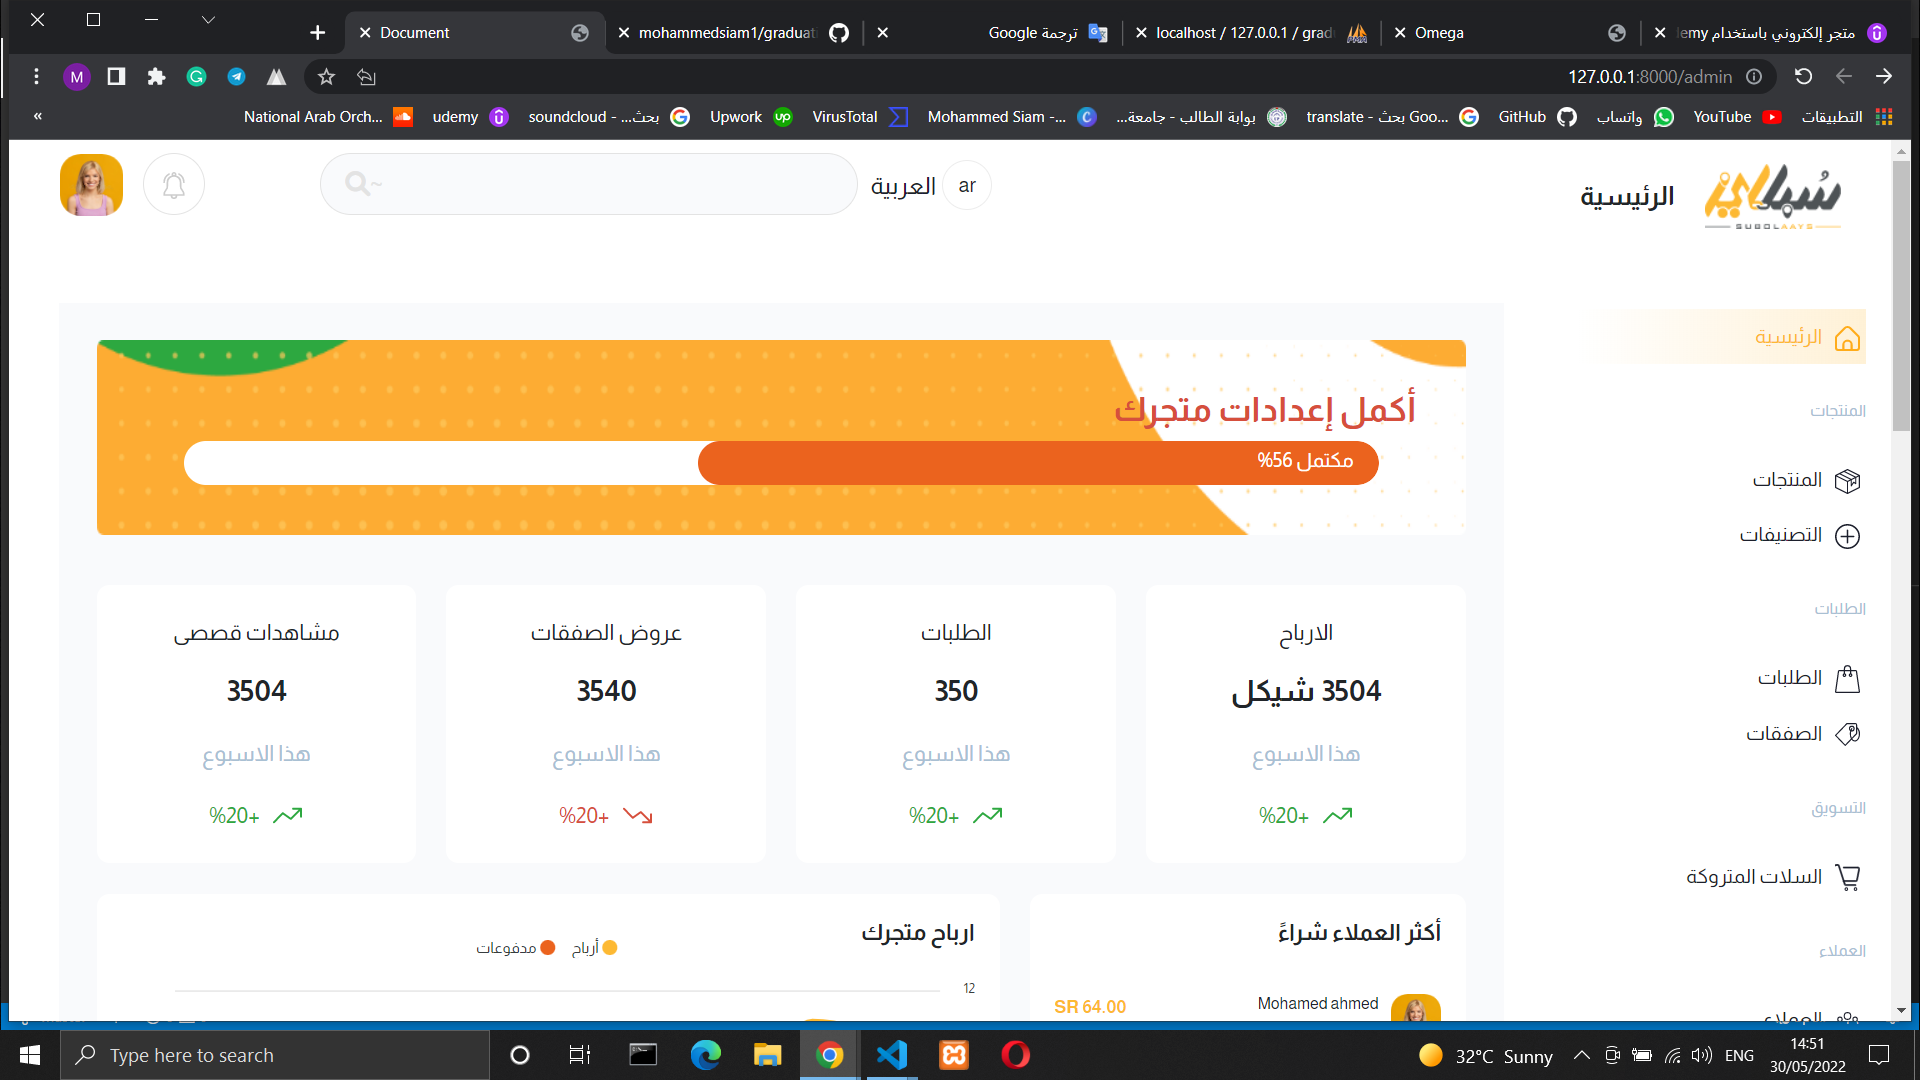 Document
mohammedsiam1/graduat
ترجمة Google
localhost / 127.0.0.1 / grad
Omega
متجر إلكتروني باستخدام lemy
M
127.0.0.1:8000/admin
«
National Arab Orch...
udemy
soundcloud - بحث...
Upwork
VirusTotal
Mohammed Siam -...
بوابة الطالب - جامعة...
translate - بحث Goo...
GitHub
واتساب
YouTube
التطبيقات
سُبلاي
SUBOLAAYS
الرئيسية
ar
العربية
~
الرئيسية
المنتجات
المنتجات
التصنيفات
الطلبات
الطلبات
الصفقات
التسويق
السلات المتروكة
العملاء
العملاء
أكمل إعدادات متجرك
مكتمل 56%
الارباح
3504 شيكل
هذا الاسبوع
%20+
الطلبات
350
هذا الاسبوع
%20+
عروض الصفقات
3540
هذا الاسبوع
%20+
مشاهدات قصصى
3504
هذا الاسبوع
%20+
أكثر العملاء شراءً
Mohamed ahmed
SR 64.00
ارباح متجرك
أرباح
مدفوعات
12
Type here to search
32°C Sunny
ENG
14:51
30/05/2022